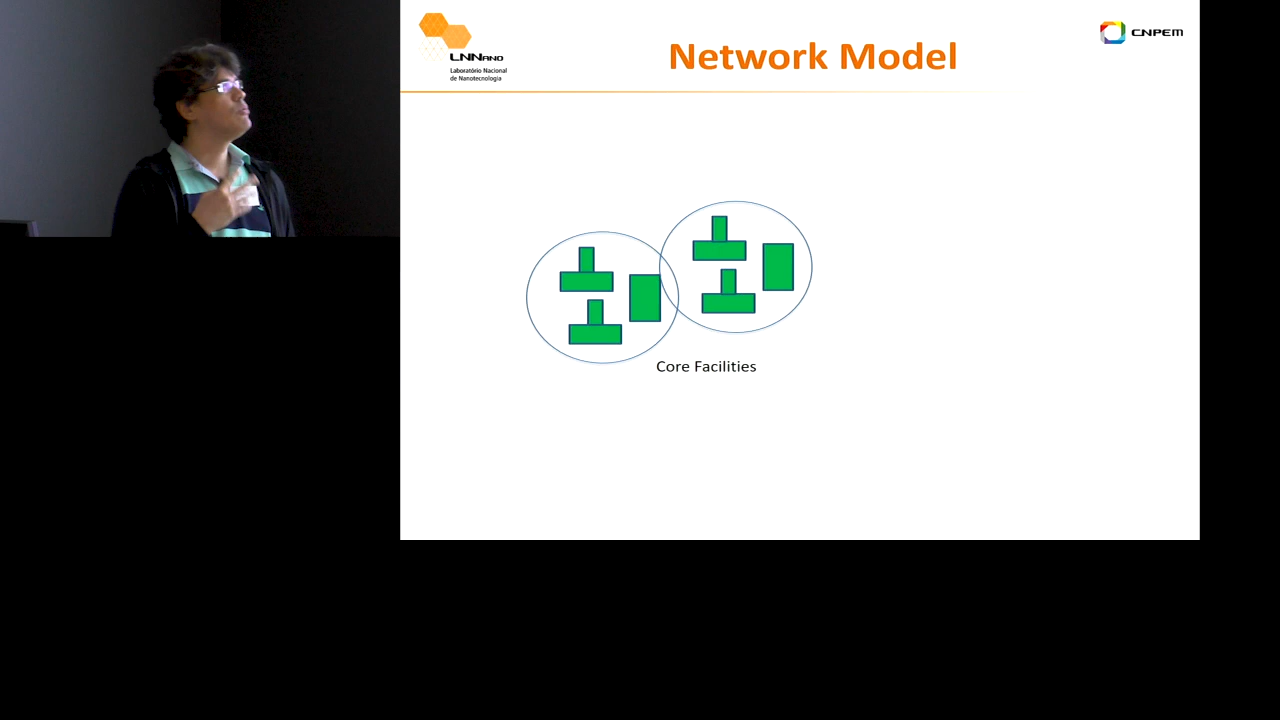 LNNANO
Laboratório Nacional
de Nanotecnologia
Network Model
CNPEM
Core Facilities